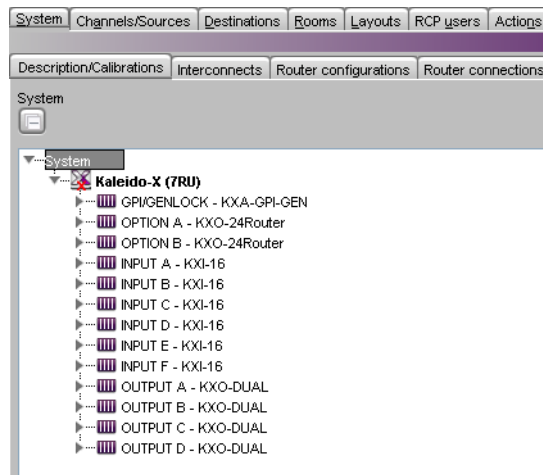 System Channels/Sources Destinations Rooms Layouts RCP users Actions
Description/Calibrations Interconnects Router configurations Router connections
System
System
Kaleido-X (7RU)
GPI/GENLOCK - KXA-GPI-GEN
OPTION A - KXO-24Router
OPTION B - KXO-24Router
INPUT A - KXI-16
INPUT B - KXI-16
INPUT C - KXI-16
INPUT D - KXI-16
INPUT E - KXI-16
INPUT F - KXI-16
OUTPUT A - KXO-DUAL
OUTPUT B - KXO-DUAL
OUTPUT C - KXO-DUAL
OUTPUT D - KXO-DUAL